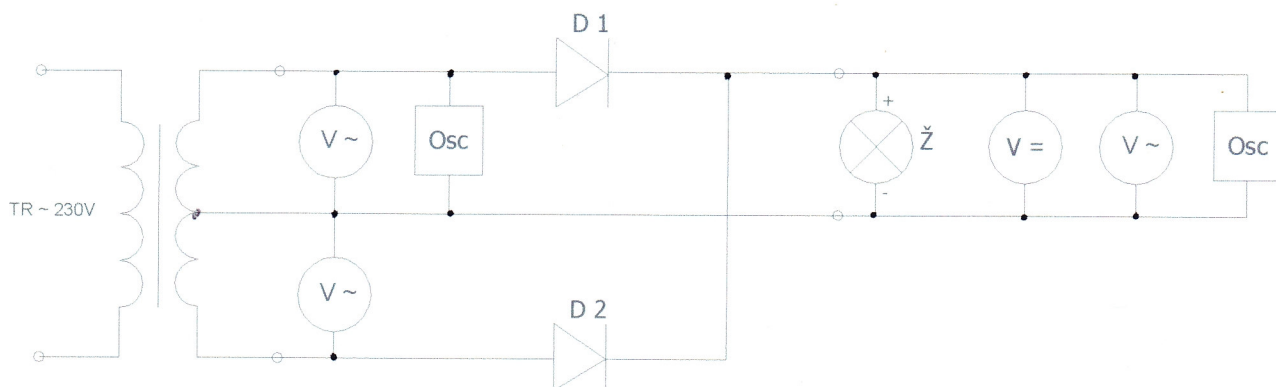 D 1
+
V ~
Osc
Ž
V =
V ~
Osc
-
TR ~ 230V
V ~
D 2